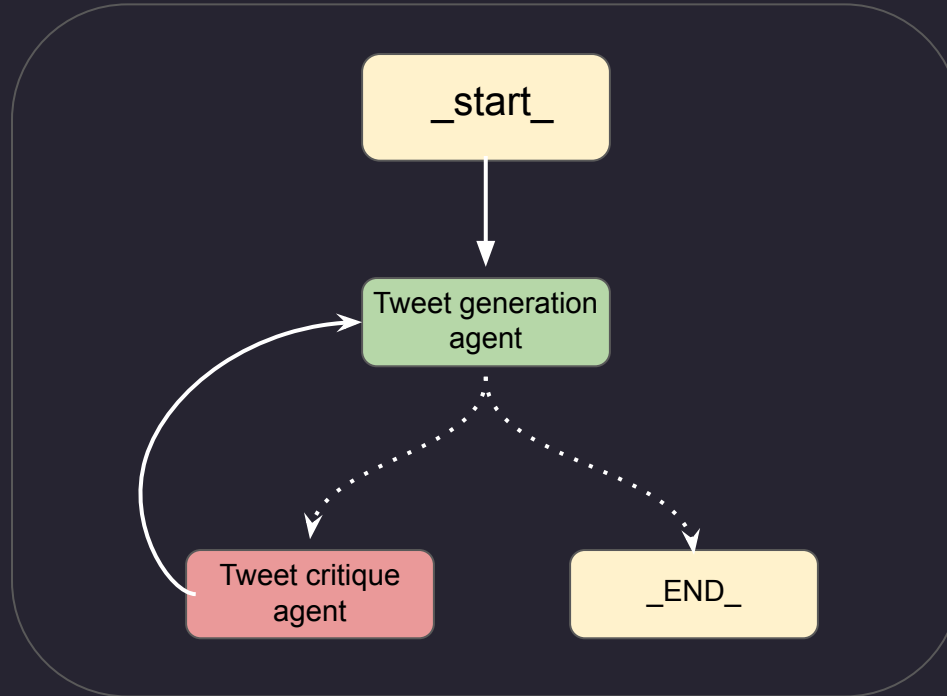 _start_
Tweet generation
agent
Tweet critique
agent
_END_